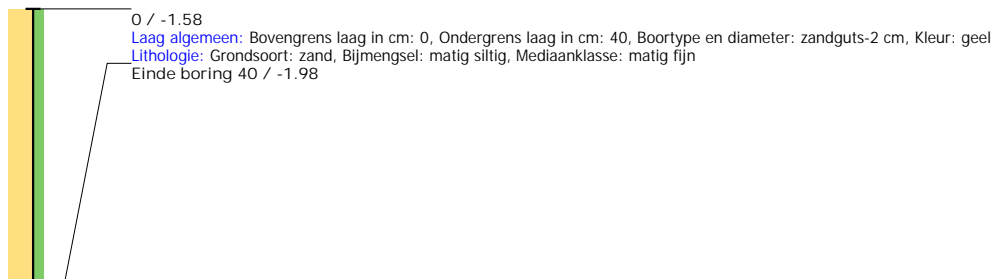 0 / -1.58
Laag algemeen: Bovengrens laag in cm: 0, Ondergrens laag in cm: 40, Boortype en diameter: zandguts-2 cm, Kleur: geel
Lithologie: Grondsoort: zand, Bijmengsel: matig siltig, Mediaanklasse: matig fijn
Einde boring 40 / -1.98